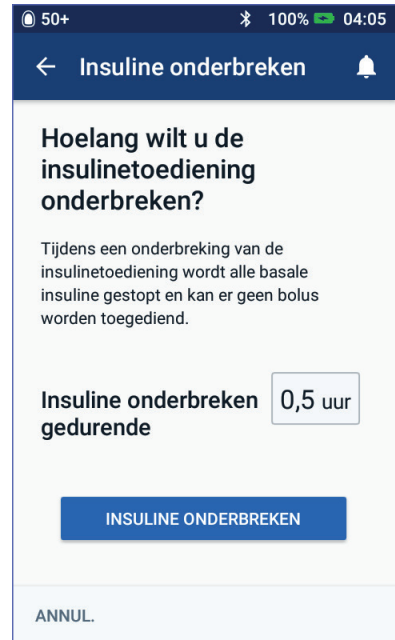 50+ 100% 04:05
Insuline onderbreken
Hoelang wilt u de
insulinetoediening
onderbreken?
Tijdens een onderbreking van de
insulinetoediening wordt alle basale
insuline gestopt en kan er geen bolus
worden toegediend.
Insuline onderbreken 0,5 uur
gedurende
INSULINE ONDERBREKEN
ANNUL.